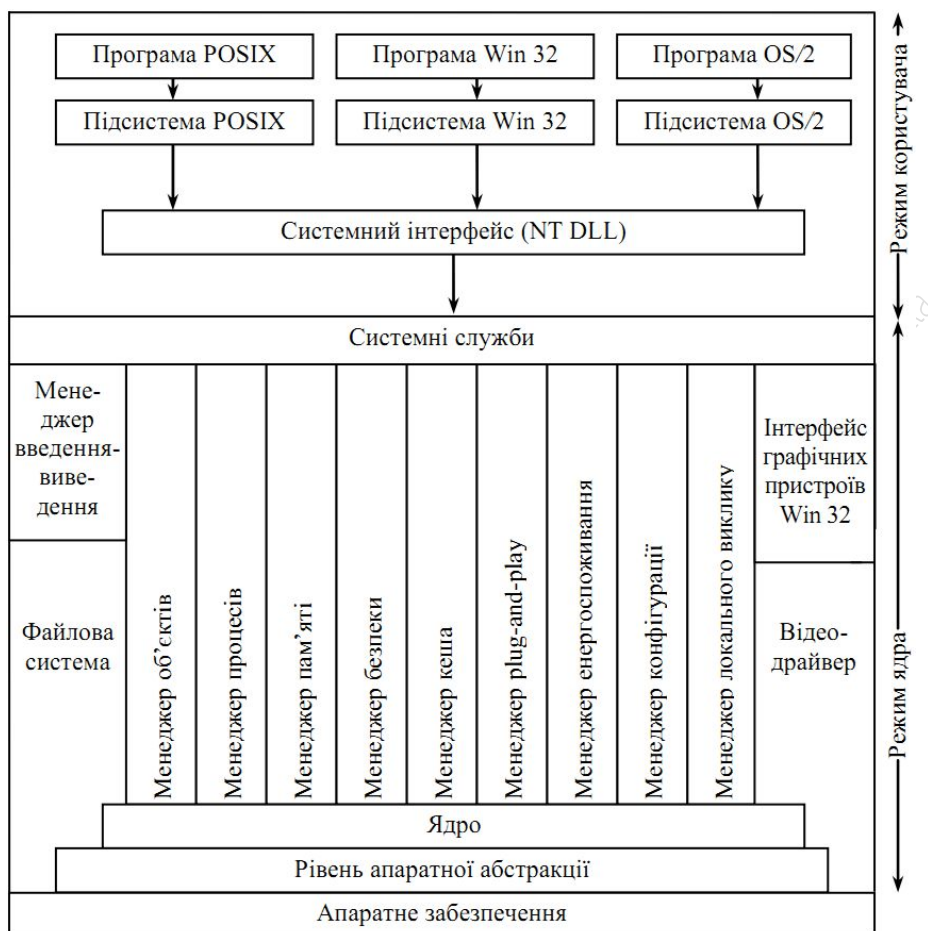 Програма POSIX
Програма Win 32
Програма OS/2
Підсистема POSIX
Підсистема Win 32
Підсистема OS/2
Системний інтерфейс (NT DLL)
Режим користувача
Системні служби
Мене-
джер
введення-
виве-
дення
Файлова
система
Менеджер об’єктів
Менеджер процесів
Менеджер пам’яті
Менеджер безпеки
Менеджер кеша
Менеджер plug-and-play
Менеджер енергоспоживання
Менеджер конфігурації
Менеджер локального виклику
Інтерфейс
графічних
пристроїв
Win 32
Відео-
драйвер
Режим ядра
Ядро
Рівень апаратної абстракції
Апаратне забезпечення